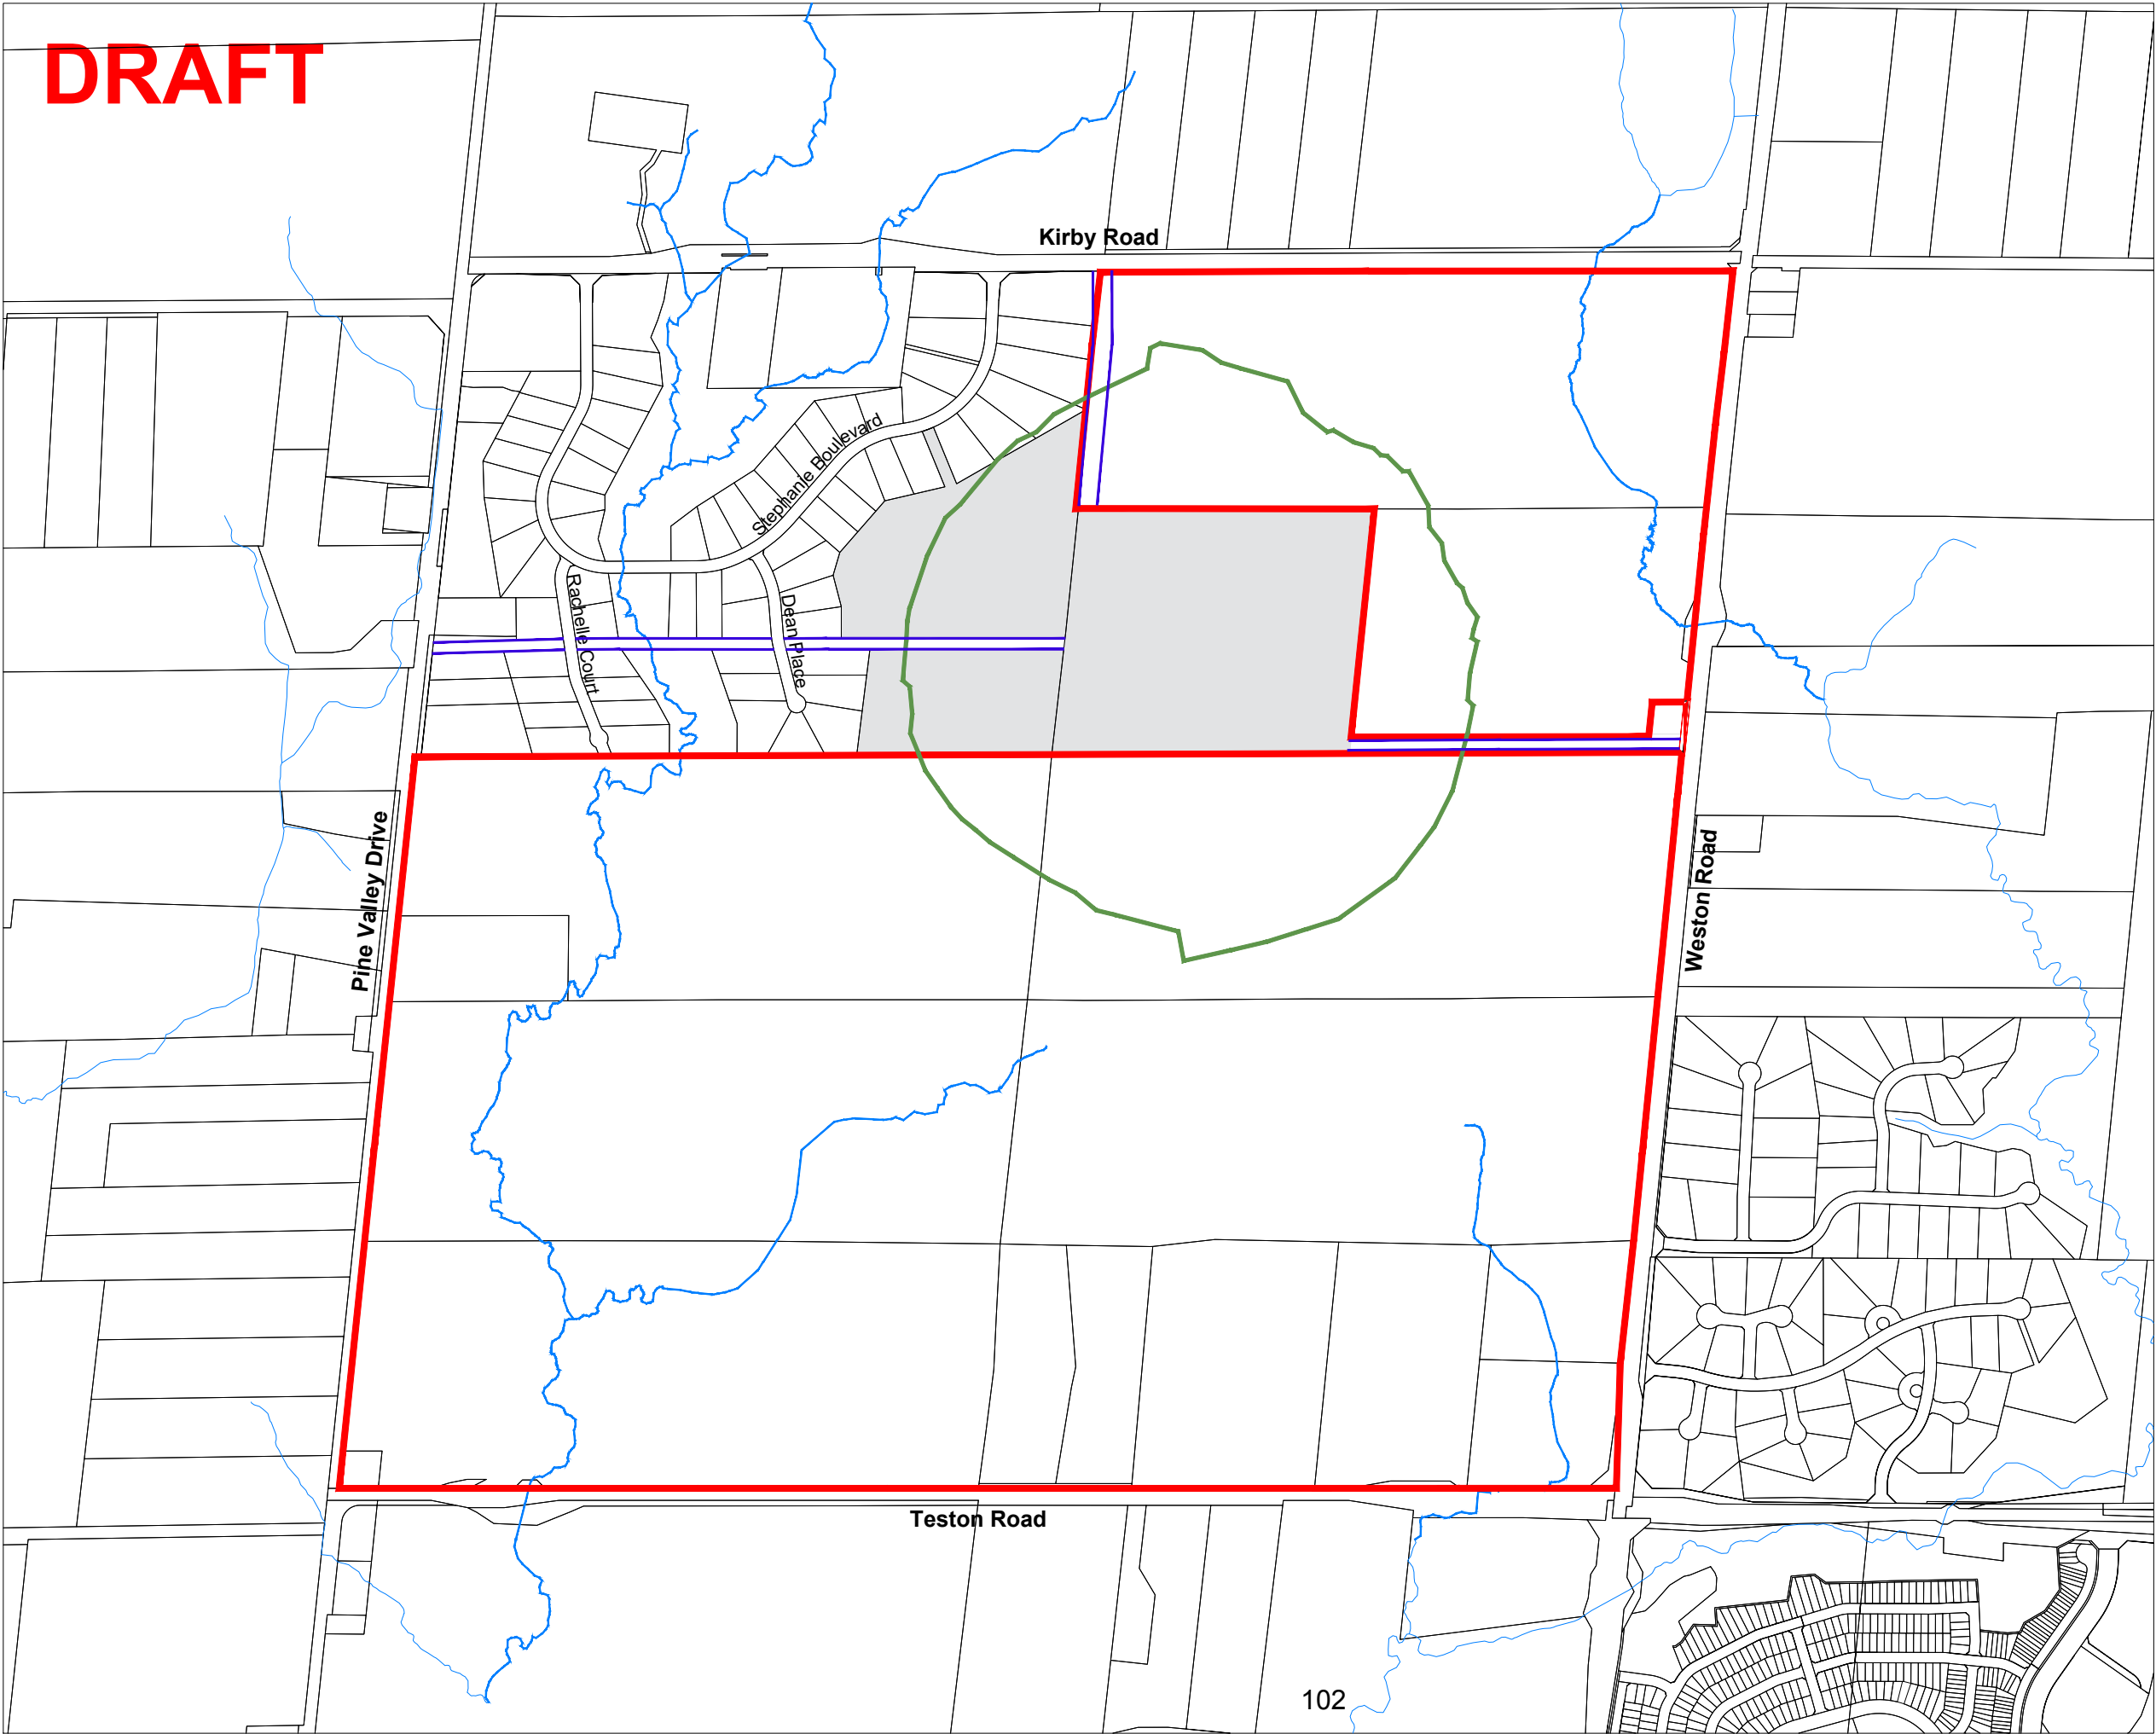 DRAFT
Kirby Road
Stephanie Boulevard
Rachelle Court
Dean Place
Pine Valley Drive
Weston Road
Teston Road
102